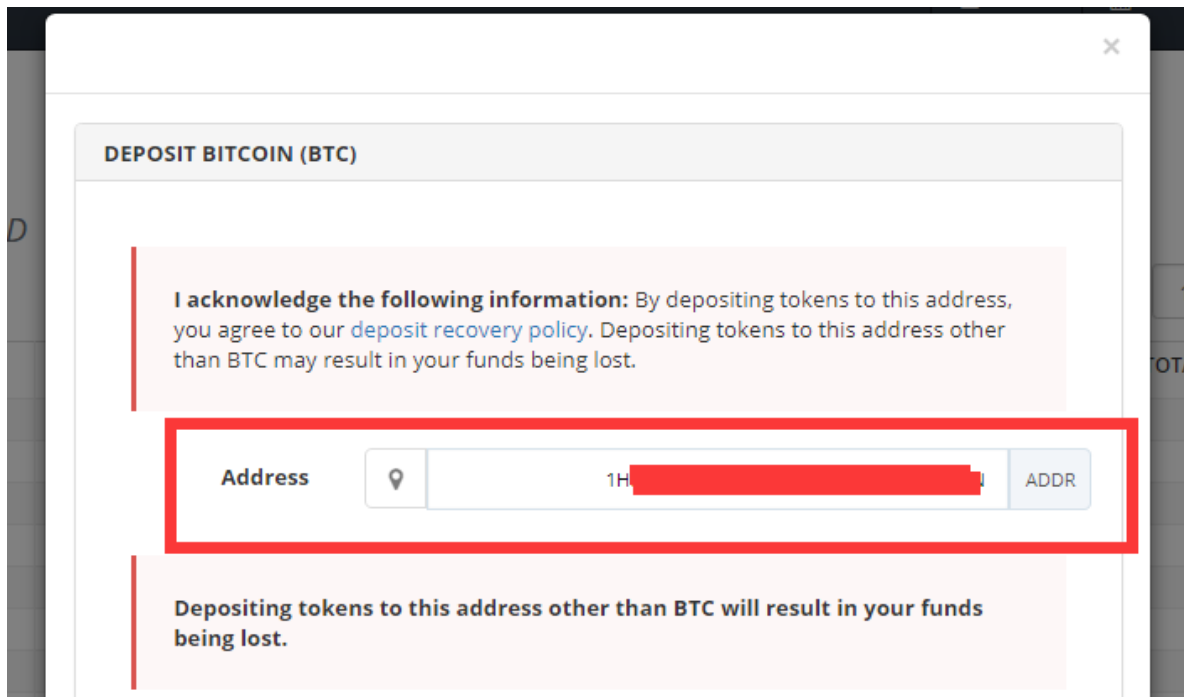 ×
DEPOSIT BITCOIN (BTC)
D
I acknowledge the following information: By depositing tokens to this address,
you agree to our deposit recovery policy. Depositing tokens to this address other
than BTC may result in your funds being lost.
Address 1H ADDR
Depositing tokens to this address other than BTC will result in your funds
being lost.